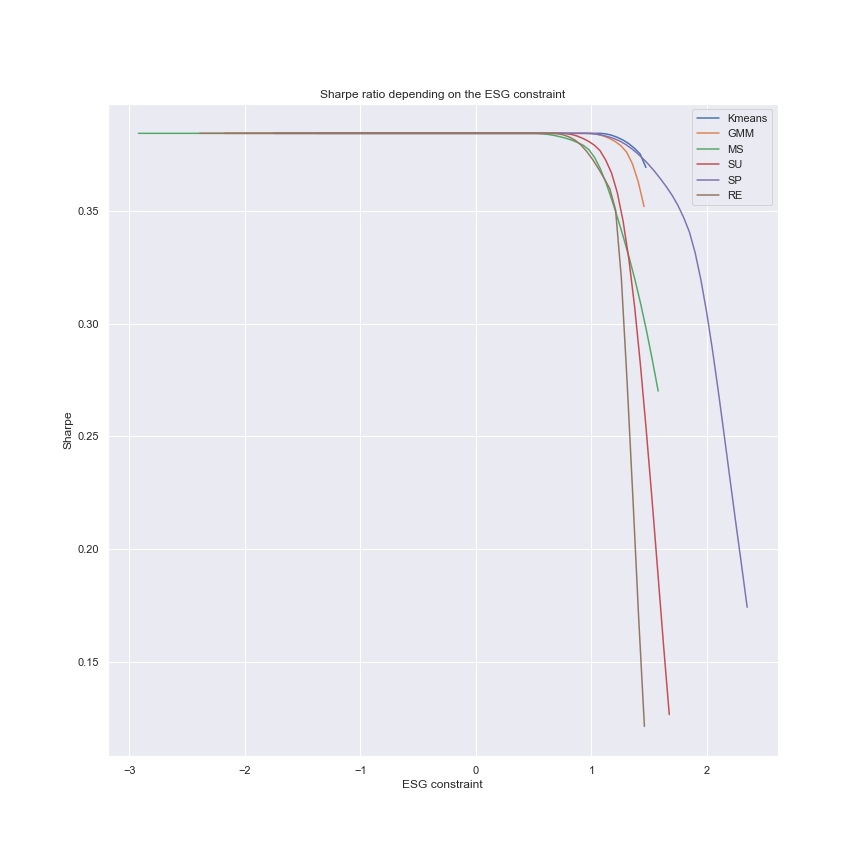 Sharpe ratio depending on the ESG constraint
Kmeans
GMM
MS
SU
SP
RE
0.35
0.30
0.25
0.20
0.15
Sharpe
−3
−2
−1
0
1
2
ESG constraint